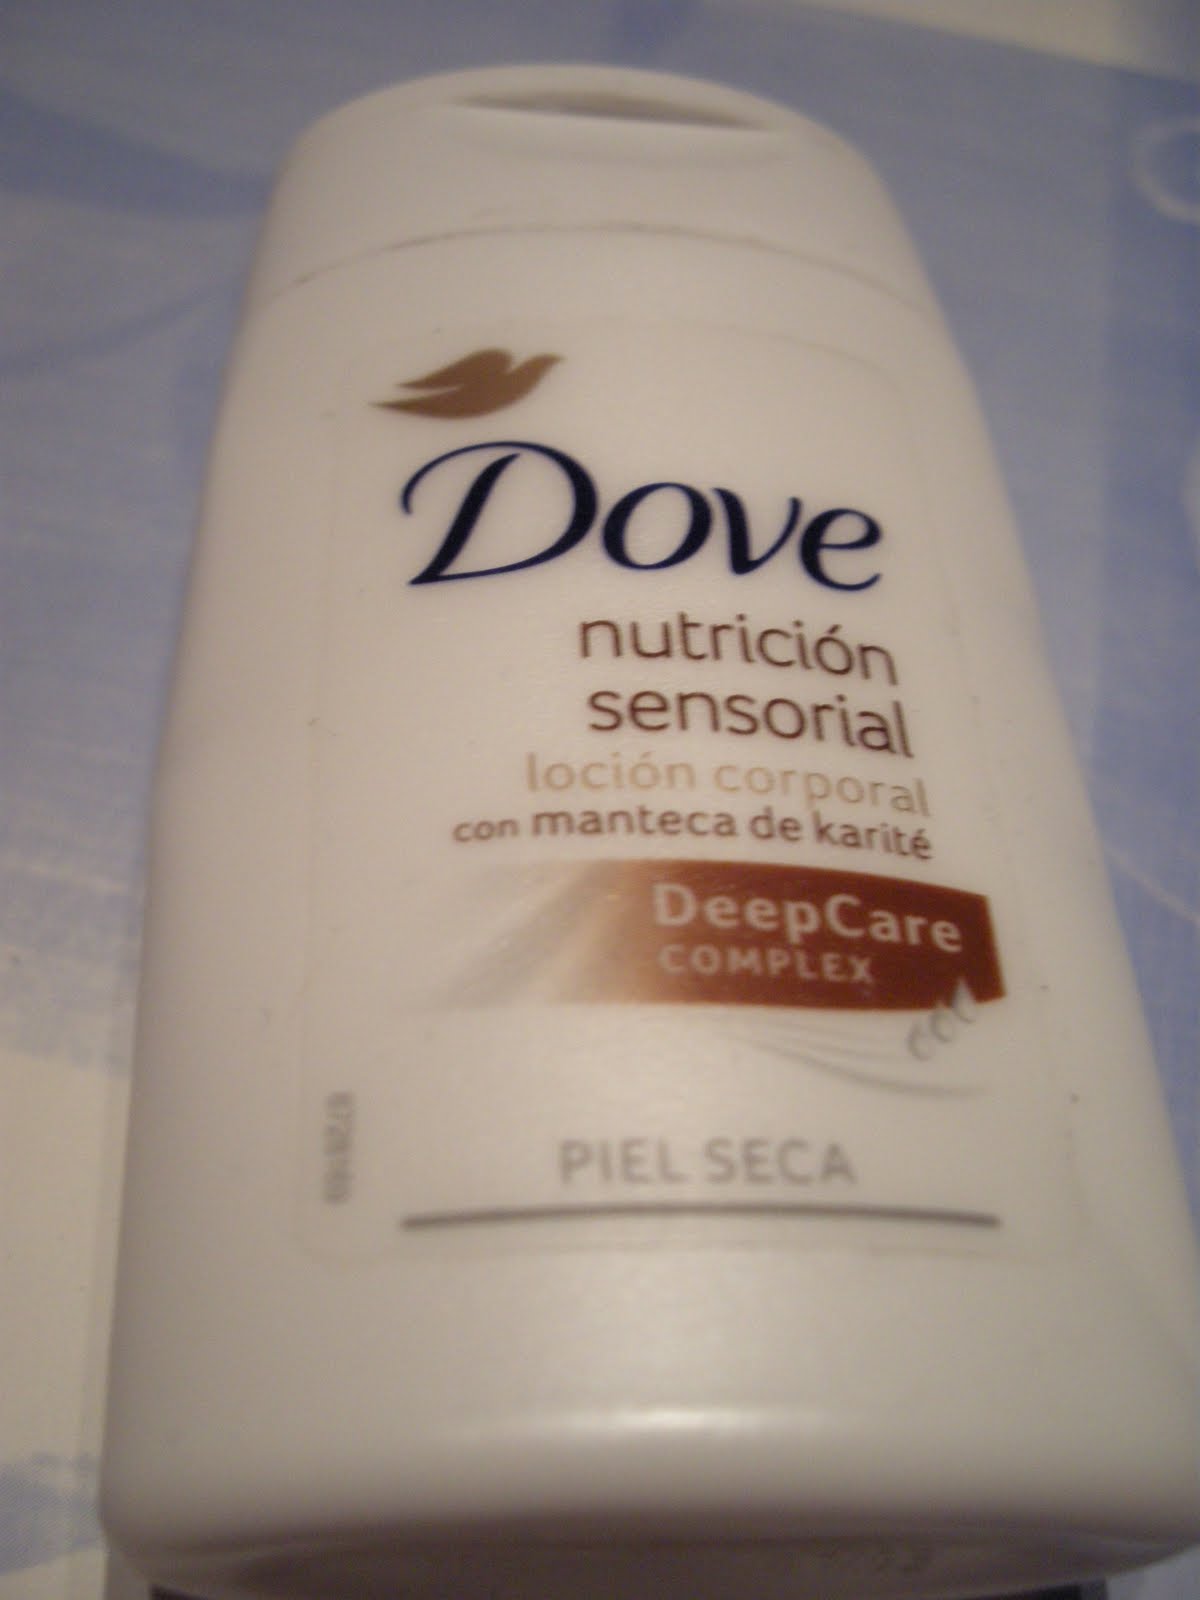 Dove
nutrición
sensorial
loción corporal
con manteca de karité
DeepCare
COMPLEX
PIEL SECA